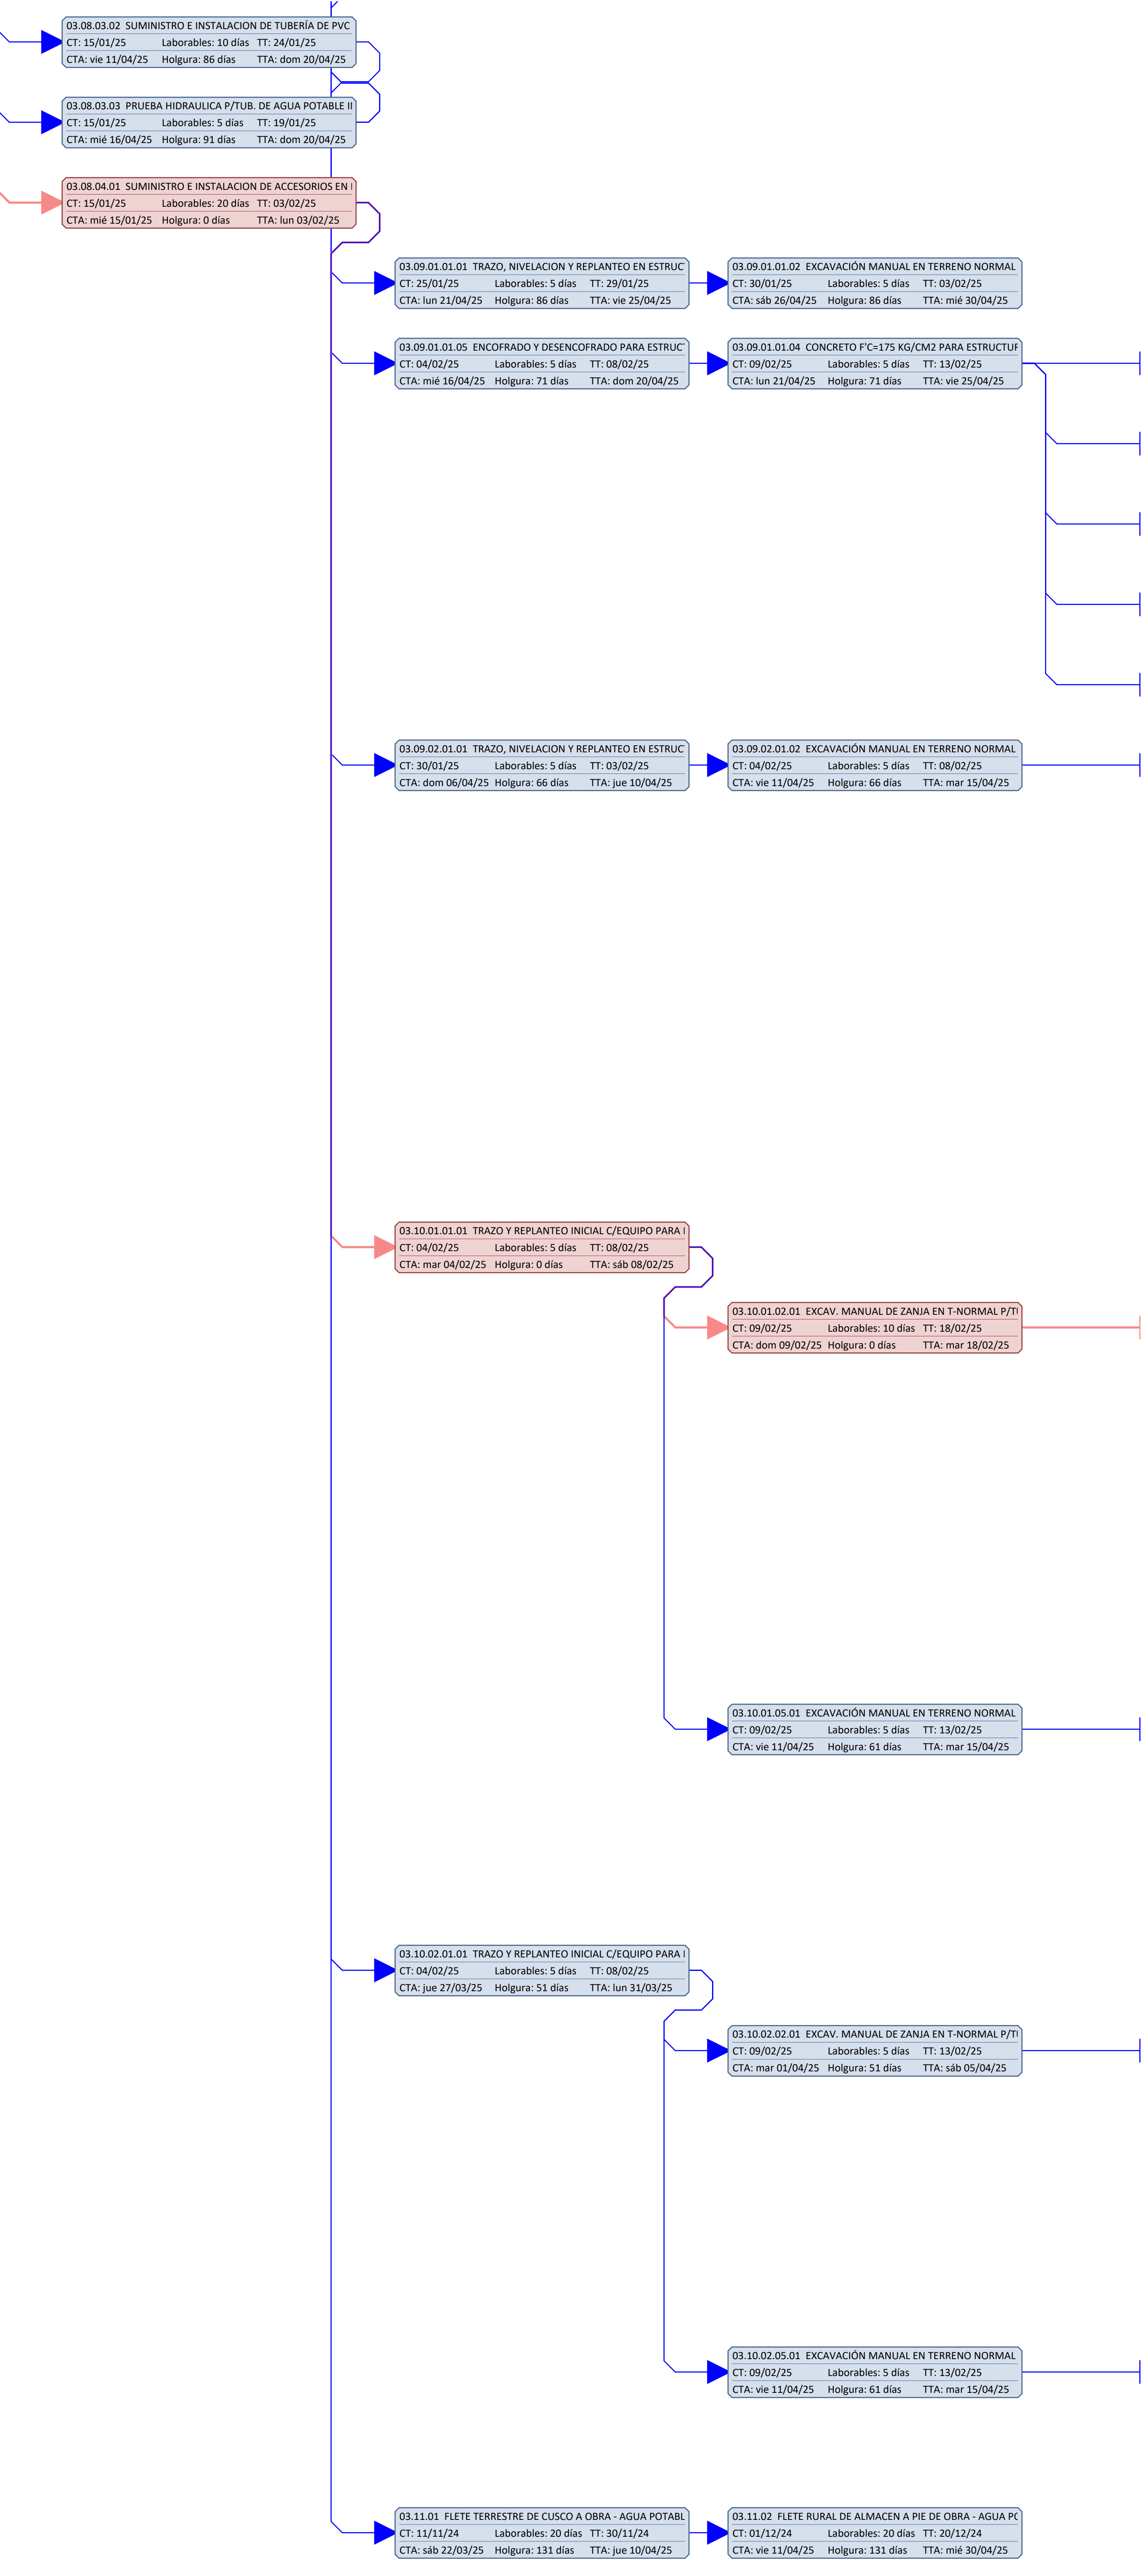 03.08.03.02 SUMINISTRO E INSTALACION DE TUBERÍA DE PVC
CT: 15/01/25 Laborables: 10 días TT: 24/01/25
CTA: vie 11/04/25 Holgura: 86 días TTA: dom 20/04/25
03.08.03.03 PRUEBA HIDRAULICA P/TUB. DE AGUA POTABLE
CT: 15/01/25 Laborables: 5 días TT: 19/01/25
CTA: mié 16/04/25 Holgura: 91 días TTA: dom 20/04/25
03.08.04.01 SUMINISTRO E INSTALACION DE ACCESORIOS EN
CT: 15/01/25 Laborables: 20 días TT: 03/02/25
CTA: mié 15/01/25 Holgura: 0 días TTA: lun 03/02/25
03.09.01.01.01 TRAZO, NIVELACION Y REPLANTEO EN ESTRUC
CT: 25/01/25 Laborables: 5 días TT: 29/01/25
CTA: lun 21/04/25 Holgura: 86 días TTA: vie 25/04/25
03.09.01.01.02 EXCAVACIÓN MANUAL EN TERRENO NORMAL
CT: 30/01/25 Laborables: 5 días TT: 03/02/25
CTA: sáb 26/04/25 Holgura: 86 días TTA: mié 30/04/25
03.09.01.01.05 ENCOFRADO Y DESENCOFRADO PARA ESTRUC
CT: 04/02/25 Laborables: 5 días TT: 08/02/25
CTA: mié 16/04/25 Holgura: 71 días TTA: dom 20/04/25
03.09.01.01.04 CONCRETO F'C=175 KG/CM2 PARA ESTRUCTUR
CT: 09/02/25 Laborables: 5 días TT: 13/02/25
CTA: lun 21/04/25 Holgura: 71 días TTA: vie 25/04/25
03.09.02.01.01 TRAZO, NIVELACION Y REPLANTEO EN ESTRUC
CT: 30/01/25 Laborables: 5 días TT: 03/02/25
CTA: dom 06/04/25 Holgura: 66 días TTA: jue 10/04/25
03.09.02.01.02 EXCAVACIÓN MANUAL EN TERRENO NORMAL
CT: 04/02/25 Laborables: 5 días TT: 08/02/25
CTA: vie 11/04/25 Holgura: 66 días TTA: mar 15/04/25
03.10.01.01.01 TRAZO Y REPLANTEO INICIAL C/EQUIPO PARA
CT: 04/02/25 Laborables: 5 días TT: 08/02/25
CTA: mar 04/02/25 Holgura: 0 días TTA: sáb 08/02/25
03.10.01.02.01 EXCAV. MANUAL DE ZANJA EN T-NORMAL P/TU
CT: 09/02/25 Laborables: 10 días TT: 18/02/25
CTA: dom 09/02/25 Holgura: 0 días TTA: mar 18/02/25
03.10.01.05.01 EXCAVACIÓN MANUAL EN TERRENO NORMAL
CT: 09/02/25 Laborables: 5 días TT: 13/02/25
CTA: vie 11/04/25 Holgura: 61 días TTA: mar 15/04/25
03.10.02.01.01 TRAZO Y REPLANTEO INICIAL C/EQUIPO PARA
CT: 04/02/25 Laborables: 5 días TT: 08/02/25
CTA: jue 27/03/25 Holgura: 51 días TTA: lun 31/03/25
03.10.02.02.01 EXCAV. MANUAL DE ZANJA EN T-NORMAL P/TU
CT: 09/02/25 Laborables: 5 días TT: 13/02/25
CTA: mar 01/04/25 Holgura: 51 días TTA: sáb 05/04/25
03.10.02.05.01 EXCAVACIÓN MANUAL EN TERRENO NORMAL
CT: 09/02/25 Laborables: 5 días TT: 13/02/25
CTA: vie 11/04/25 Holgura: 61 días TTA: mar 15/04/25
03.11.01 FLETE TERRESTRE DE CUSCO A OBRA - AGUA POTABL
CT: 11/11/24 Laborables: 20 días TT: 30/11/24
CTA: sáb 22/03/25 Holgura: 131 días TTA: jue 10/04/25
03.11.02 FLETE RURAL DE ALMACEN A PIE DE OBRA - AGUA PO
CT: 01/12/24 Laborables: 20 días TT: 20/12/24
CTA: vie 11/04/25 Holgura: 131 días TTA: mié 30/04/25